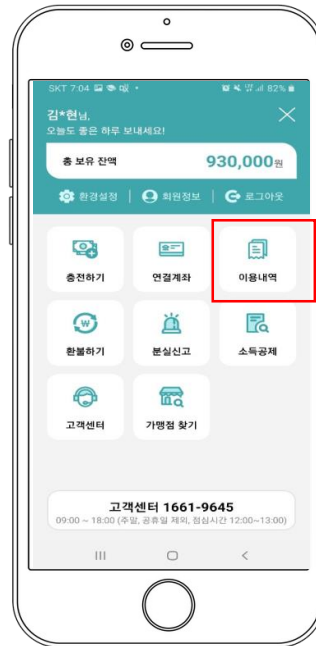 SKT 7:04
82%
김*현님,
오늘도 좋은 하루 보내세요!
총 보유 잔액 930,000원
환경설정 | 회원정보 | 로그아웃
충전하기 연결계좌 이용내역
환불하기 분실신고 소득공제
고객센터 가맹점 찾기
고객센터 1661-9645
09:00 ~ 18:00 (주말, 공휴일 제외, 점심시간 12:00~13:00)